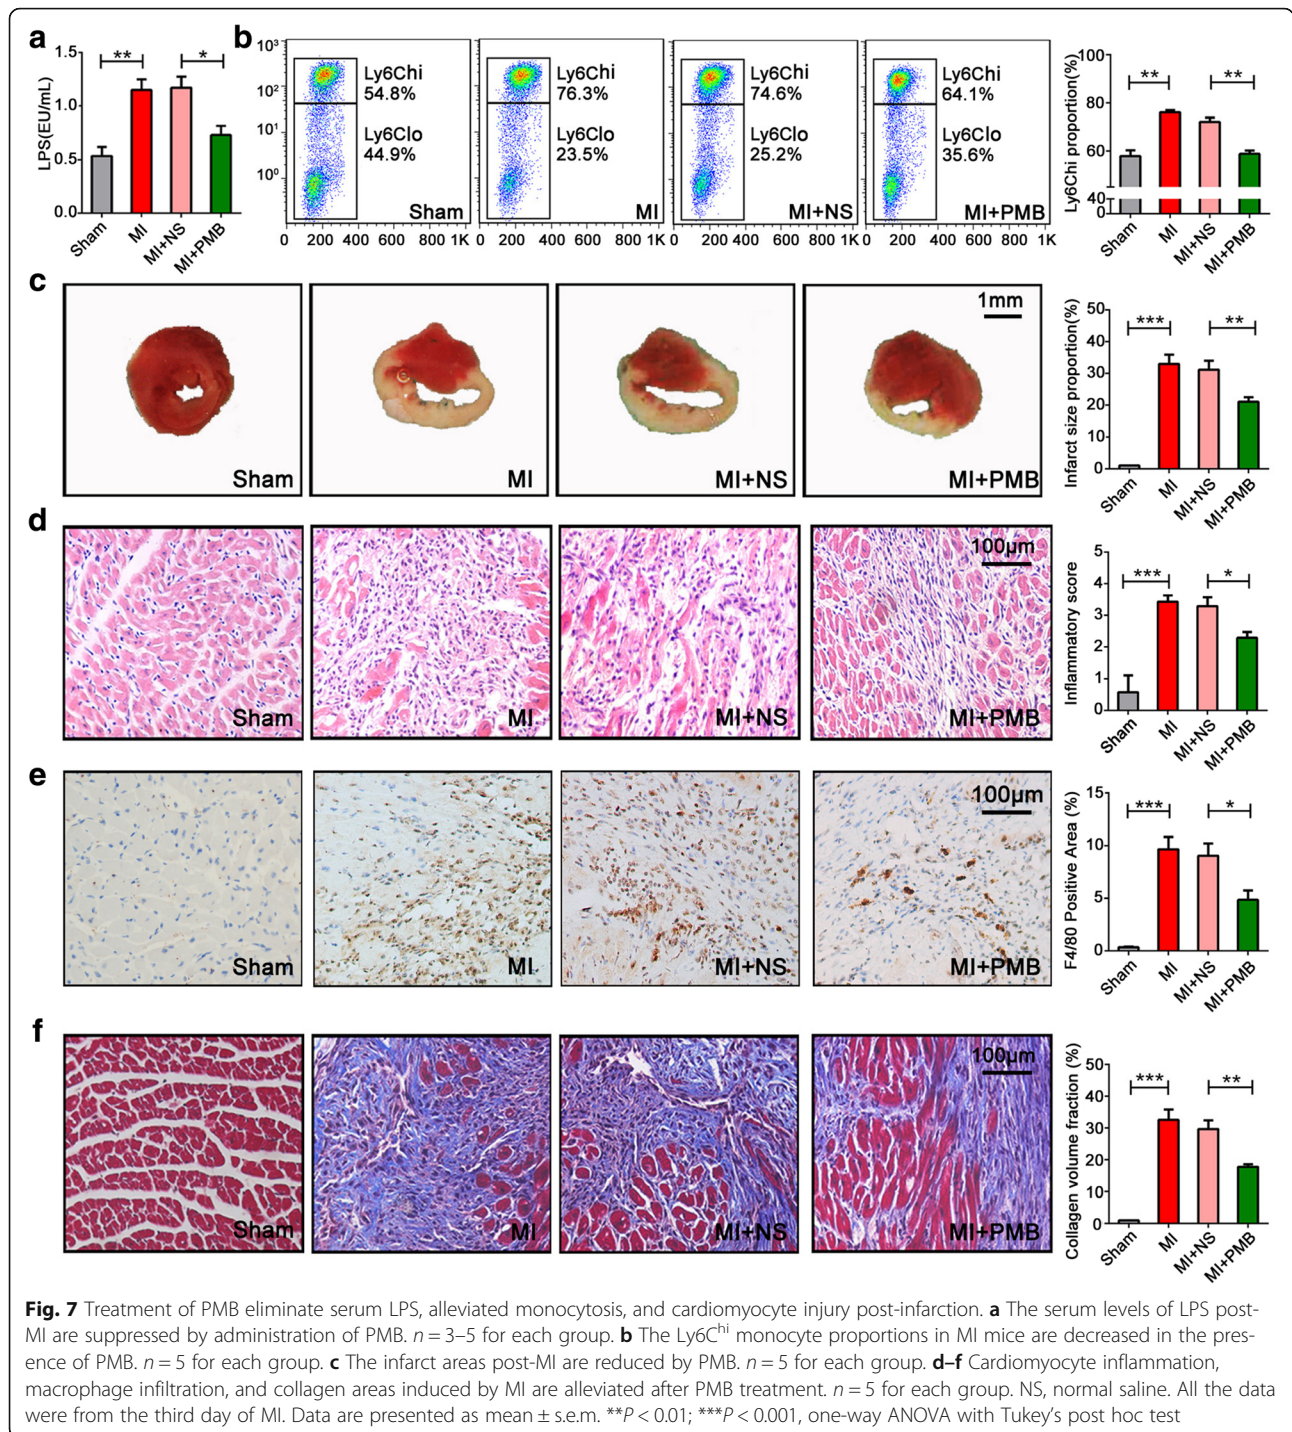 a
LPS(EU/mL)
1.5
1.0
0.5
0.0
**
*
Sham
MI
MI+NS
MI+PMB
b
10³
10²
10¹
10⁰
Ly6Chi
54.8%
Ly6Clo
44.9%
Sham
0 200 400 600 800 1K
Ly6Chi
76.3%
Ly6Clo
23.5%
MI
0 200 400 600 800 1K
Ly6Chi
74.6%
Ly6Clo
25.2%
MI+NS
0 200 400 600 800 1K
Ly6Chi
64.1%
Ly6Clo
35.6%
MI+PMB
0 200 400 600 800 1K
Ly6Chi proportion(%)
100
80
60
40
0
**
**
Sham
MI
MI+NS
MI+PMB
c
Sham
MI
MI+NS
1mm
MI+PMB
Infarct size proportion(%)
50
40
30
20
10
0
***
**
Sham
MI
MI+NS
MI+PMB
d
Sham
MI
MI+NS
100μm
MI+PMB
Inflammatory score
5
4
3
2
1
0
***
*
Sham
MI
MI+NS
MI+PMB
e
Sham
MI
MI+NS
100μm
MI+PMB
F4/80 Positive Area (%)
15
10
5
0
***
*
Sham
MI
MI+NS
MI+PMB
f
Sham
MI
MI+NS
100μm
MI+PMB
Collagen volume fraction (%)
50
40
30
20
10
0
***
**
Sham
MI
MI+NS
MI+PMB
Fig. 7 Treatment of PMB eliminate serum LPS, alleviated monocytosis, and cardiomyocyte injury post-infarction. a The serum levels of LPS post-
MI are suppressed by administration of PMB. n = 3–5 for each group. b The Ly6Cʰⁱ monocyte proportions in MI mice are decreased in the pres-
ence of PMB. n = 5 for each group. c The infarct areas post-MI are reduced by PMB. n = 5 for each group. d–f Cardiomyocyte inflammation,
macrophage infiltration, and collagen areas induced by MI are alleviated after PMB treatment. n = 5 for each group. NS, normal saline. All the data
were from the third day of MI. Data are presented as mean ± s.e.m. **P < 0.01; ***P < 0.001, one-way ANOVA with Tukey's post hoc test